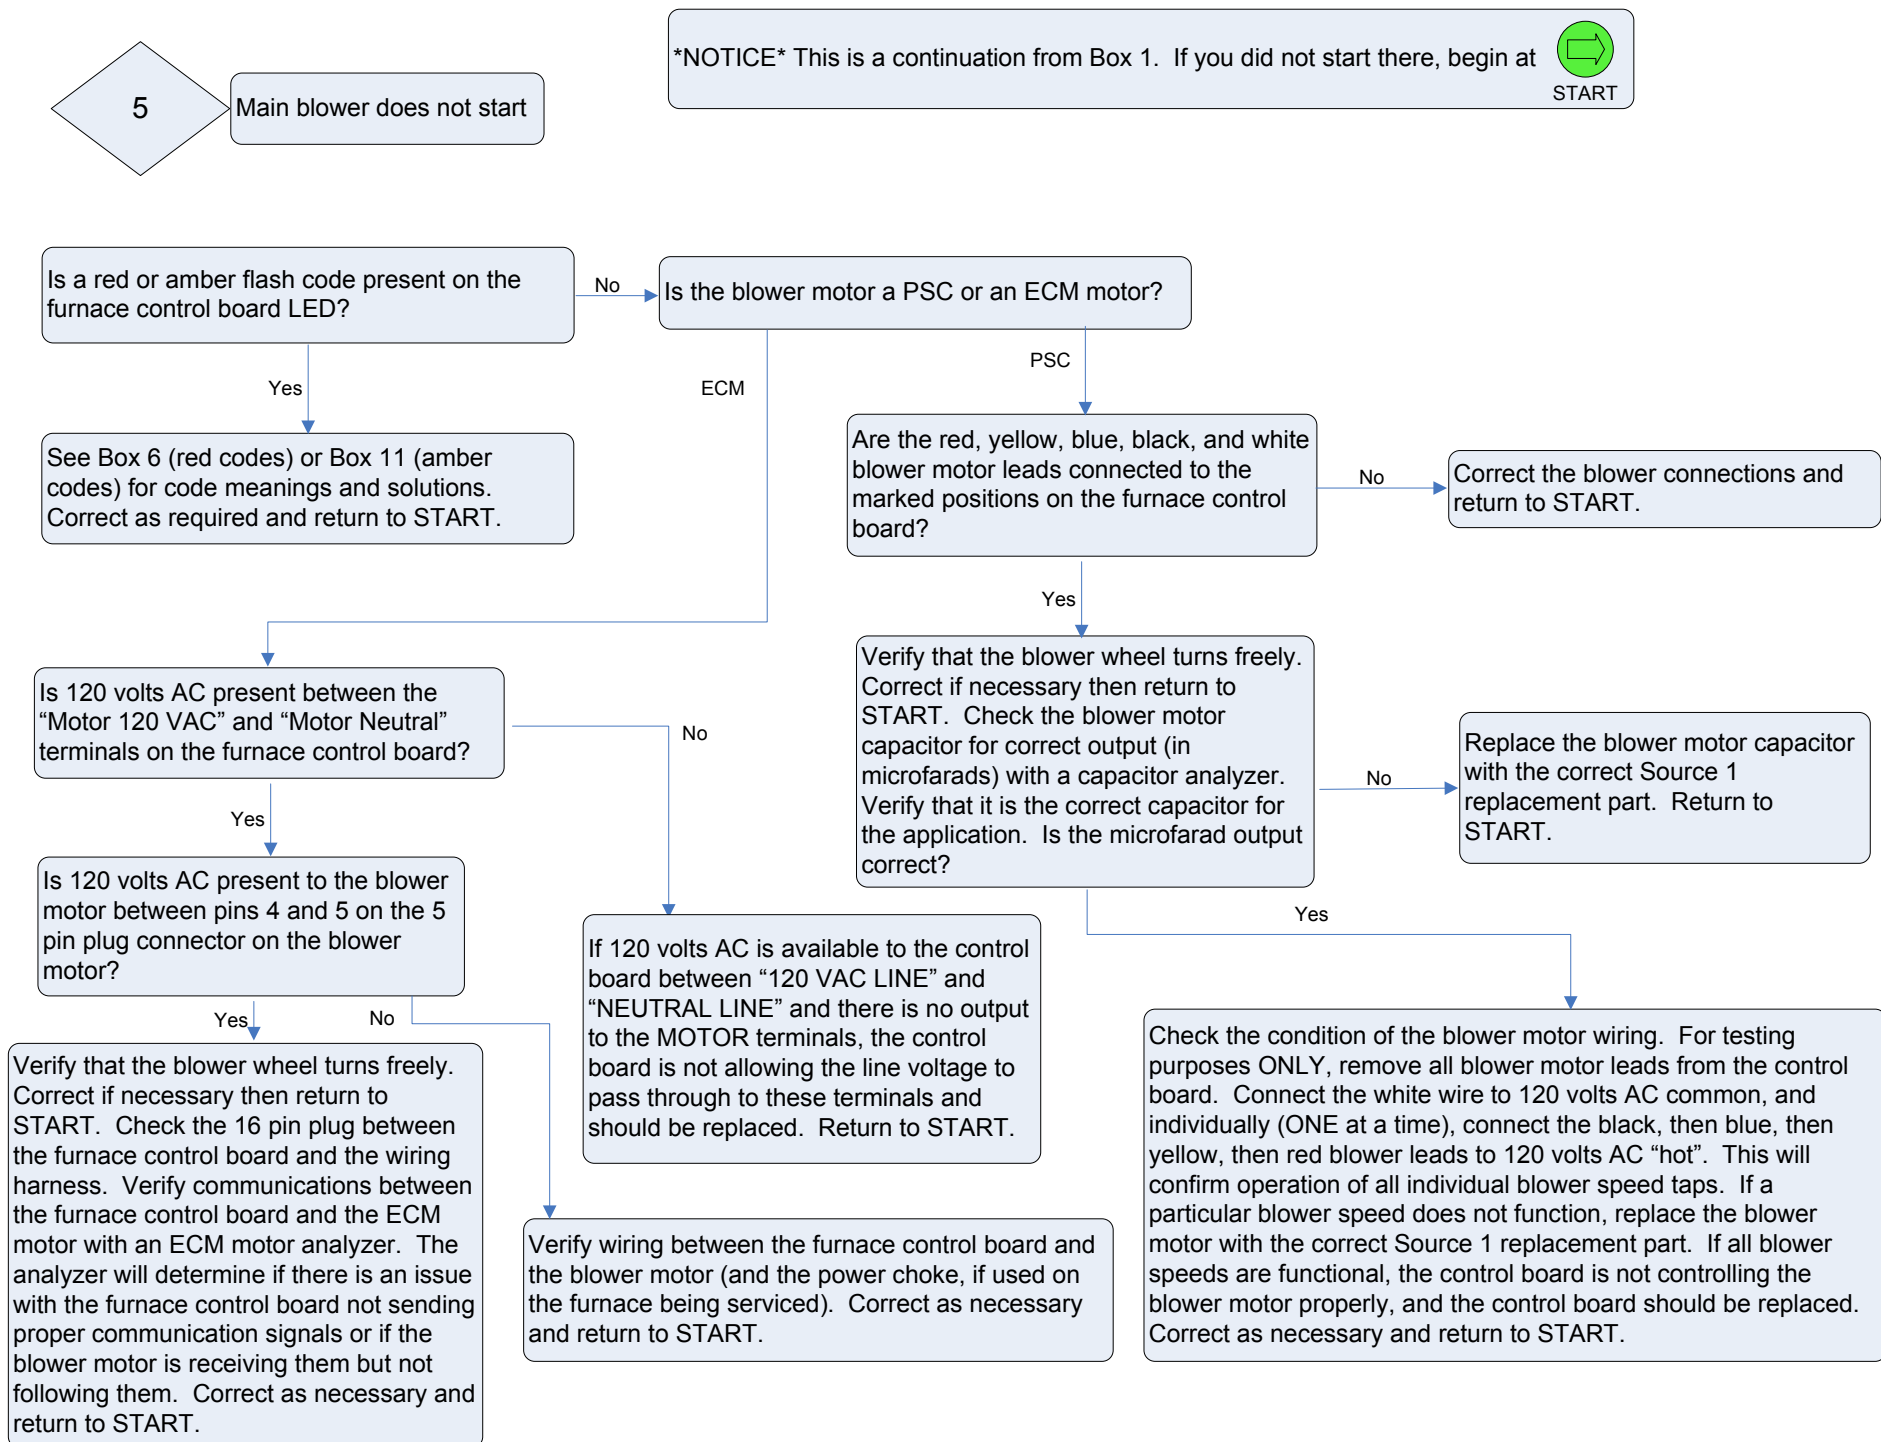 *NOTICE* This is a continuation from Box 1.  If you did not start there, begin at
START
5
Main blower does not start
Is a red or amber flash code present on the
furnace control board LED?
No
Is the blower motor a PSC or an ECM motor?
Yes
ECM
PSC
See Box 6 (red codes) or Box 11 (amber
codes) for code meanings and solutions.
Correct as required and return to START.
Are the red, yellow, blue, black, and white
blower motor leads connected to the
marked positions on the furnace control
board?
No
Correct the blower connections and
return to START.
Yes
Is 120 volts AC present between the
“Motor 120 VAC” and “Motor Neutral”
terminals on the furnace control board?
No
Verify that the blower wheel turns freely.
Correct if necessary then return to
START.  Check the blower motor
capacitor for correct output (in
microfarads) with a capacitor analyzer.
Verify that it is the correct capacitor for
the application.  Is the microfarad output
correct?
No
Replace the blower motor capacitor
with the correct Source 1
replacement part.  Return to
START.
Yes
Is 120 volts AC present to the blower
motor between pins 4 and 5 on the 5
pin plug connector on the blower
motor?
If 120 volts AC is available to the control
board between “120 VAC LINE” and
“NEUTRAL LINE” and there is no output
to the MOTOR terminals, the control
board is not allowing the line voltage to
pass through to these terminals and
should be replaced.  Return to START.
Yes
Yes
No
Verify that the blower wheel turns freely.
Correct if necessary then return to
START.  Check the 16 pin plug between
the furnace control board and the wiring
harness.  Verify communications between
the furnace control board and the ECM
motor with an ECM motor analyzer.  The
analyzer will determine if there is an issue
with the furnace control board not sending
proper communication signals or if the
blower motor is receiving them but not
following them.  Correct as necessary and
return to START.
Verify wiring between the furnace control board and
the blower motor (and the power choke, if used on
the furnace being serviced).  Correct as necessary
and return to START.
Check the condition of the blower motor wiring.  For testing
purposes ONLY, remove all blower motor leads from the control
board.  Connect the white wire to 120 volts AC common, and
individually (ONE at a time), connect the black, then blue, then
yellow, then red blower leads to 120 volts AC “hot”.  This will
confirm operation of all individual blower speed taps.  If a
particular blower speed does not function, replace the blower
motor with the correct Source 1 replacement part.  If all blower
speeds are functional, the control board is not controlling the
blower motor properly, and the control board should be replaced.
Correct as necessary and return to START.